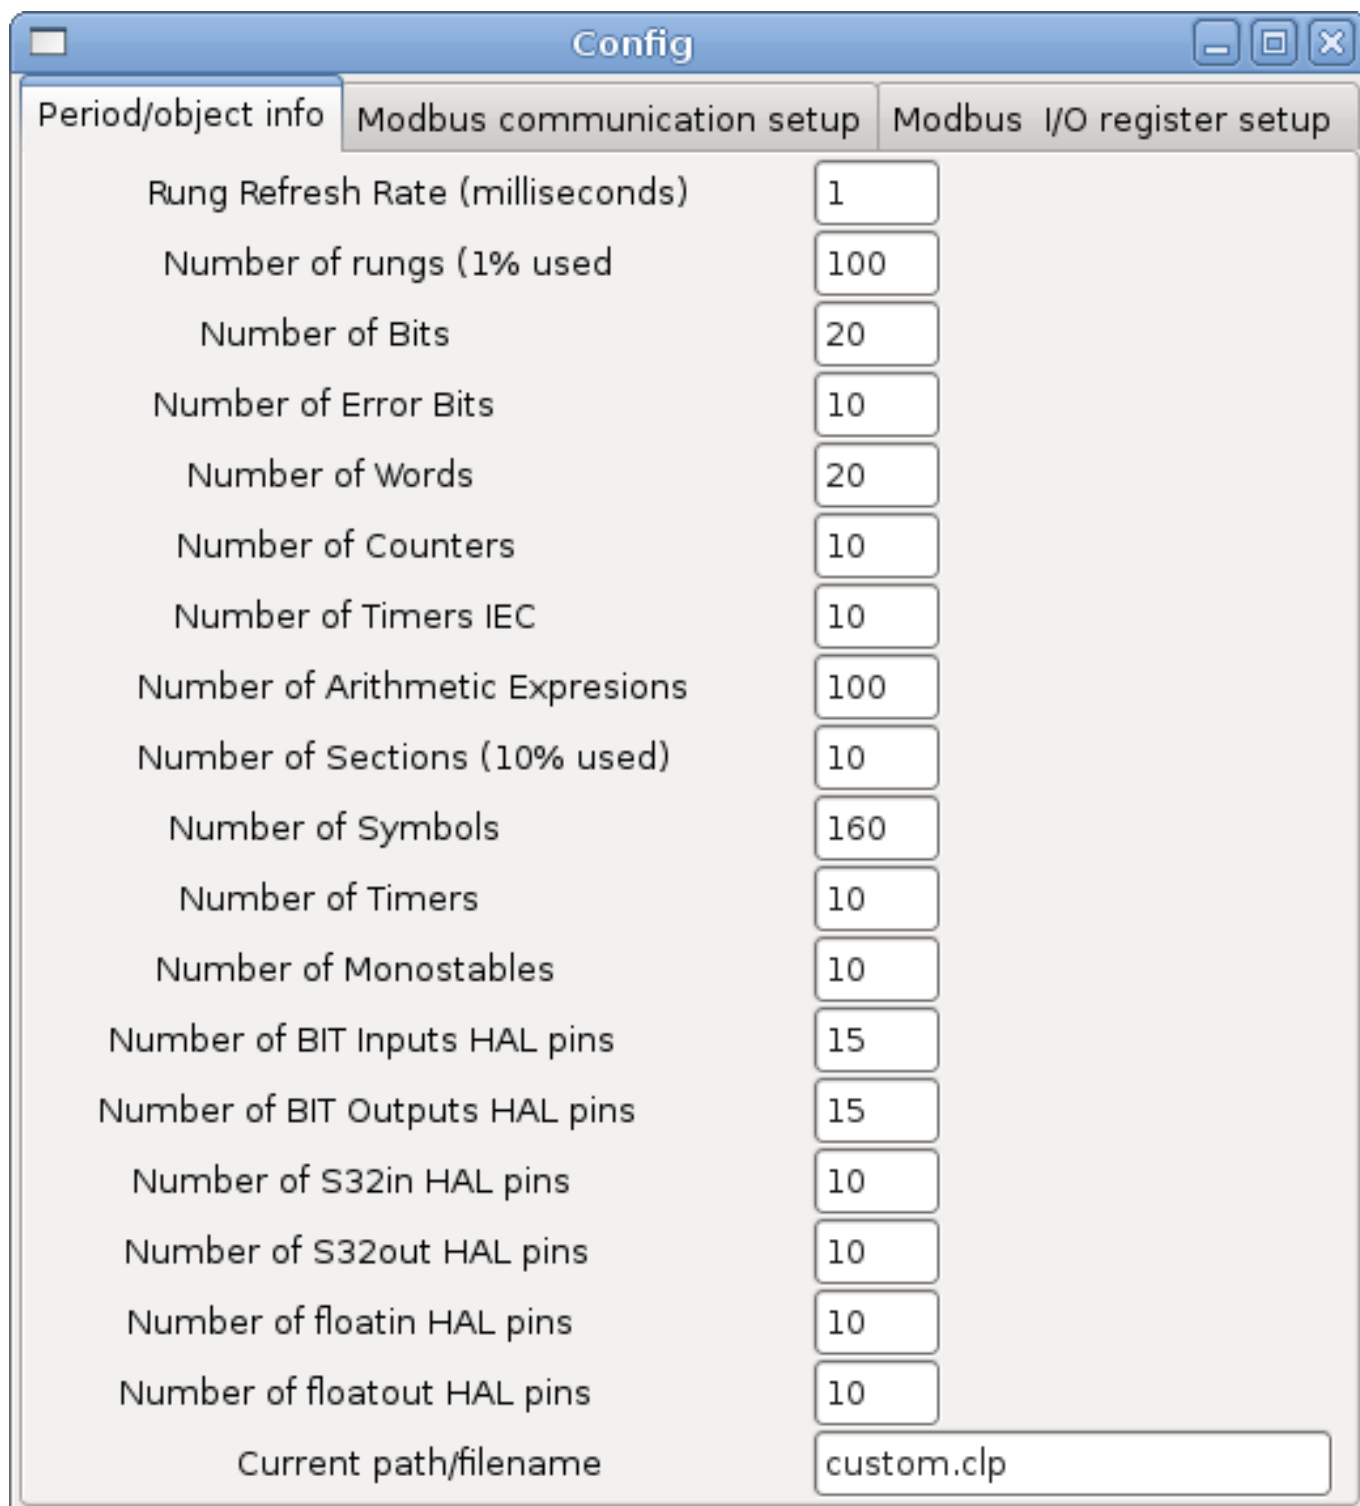 Config
Period/object info Modbus communication setup Modbus I/O register setup
Rung Refresh Rate (milliseconds) 1
Number of rungs (1% used 100
Number of Bits 20
Number of Error Bits 10
Number of Words 20
Number of Counters 10
Number of Timers IEC 10
Number of Arithmetic Expresions 100
Number of Sections (10% used) 10
Number of Symbols 160
Number of Timers 10
Number of Monostables 10
Number of BIT Inputs HAL pins 15
Number of BIT Outputs HAL pins 15
Number of S32in HAL pins 10
Number of S32out HAL pins 10
Number of floatin HAL pins 10
Number of floatout HAL pins 10
Current path/filename custom.clp